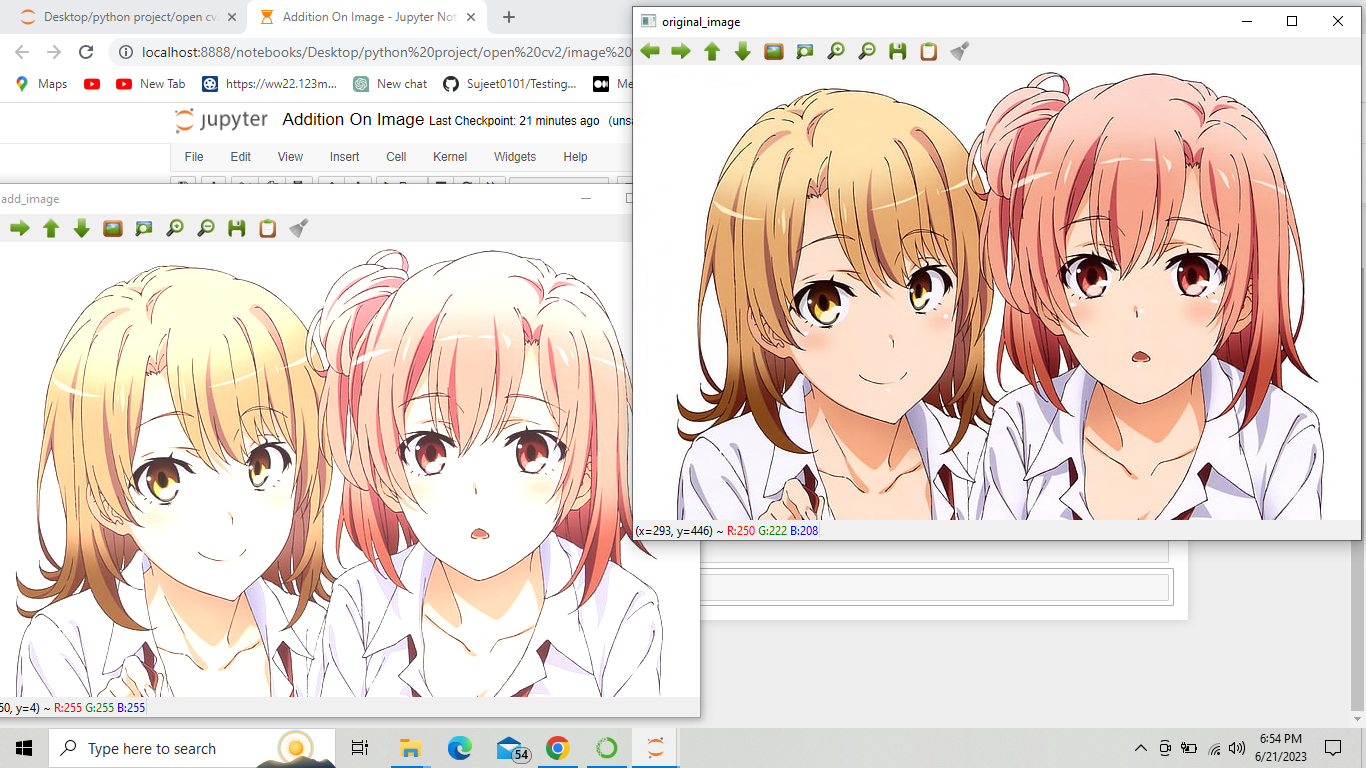 Desktop/python project/open cv2
Addition On Image - Jupyter Not
original_image
localhost:8888/notebooks/Desktop/python%20project/open%20cv2/image%20
Maps
New Tab
https://ww22.123m...
New chat
Sujeet0101/Testing...
Me
jupyter
Addition On Image
Last Checkpoint: 21 minutes ago
(unsa
File
Edit
View
Insert
Cell
Kernel
Widgets
Help
add_image
(x=293, y=446) ~ R:250 G:222 B:208
60, y=4) ~ R:255 G:255 B:255
Type here to search
54
6:54 PM
6/21/2023